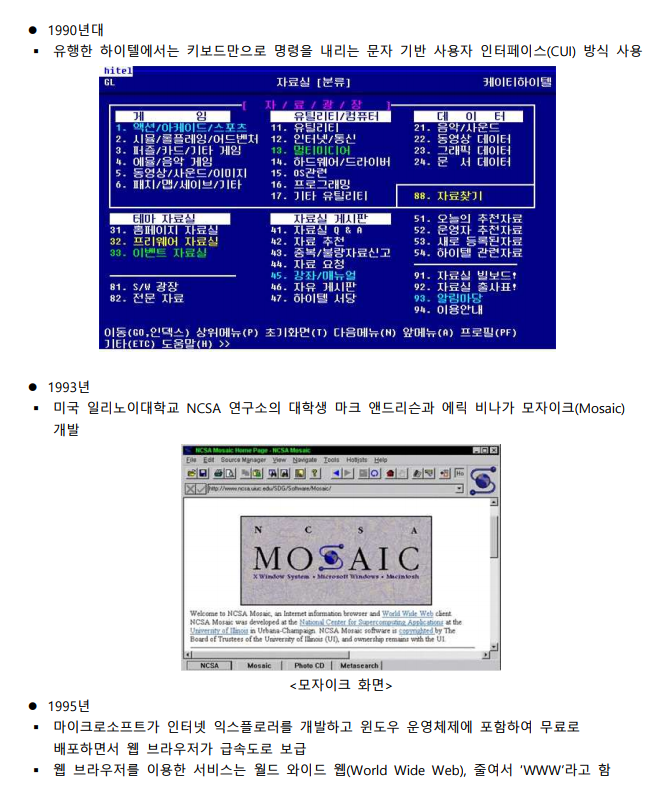 ● 1990년대
▪ 유행한 하이텔에서는 키보드만으로 명령을 내리는 문자 기반 사용자 인터페이스(CUI) 방식 사용
hitel
GL 자료실 [분류] 케이티하이텔
[ 자 / 료 / 광 / 장 ]
게 임 유틸리티/컴퓨터 데 이 터
1. 액션/아케이드/스포츠 11. 유틸리티 21. 음악/사운드
2. 시뮬/롤플레잉/어드벤처 12. 인터넷/통신 22. 동영상 데이터
3. 퍼즐/카드/기타 게임 13. 멀티미디어 23. 그래픽 데이터
4. 에뮬/음악 게임 14. 하드웨어/드라이버 24. 문 서 데이터
5. 동영상/사운드/이미지 15. OS관련
6. 패치/맵/세이브/기타 16. 프로그래밍
17. 기타 유틸리티 88. 자료찾기
테마 자료실 자료실 게시판 51. 오늘의 추천자료
31. 홈페이지 자료실 41. 자료실 Q & A 52. 운영자 추천자료
32. 프리웨어 자료실 42. 자료 추천 53. 새로 등록된자료
33. 이벤트 자료실 43. 중복/불량자료신고 54. 하이텔 관련자료
44. 자료 요청
45. 강좌/매뉴얼 91. 자료실 빌보드!
81. S/W 광장 46. 자유 게시판 92. 자료실 출사표!
82. 전문 자료 47. 하이텔 서당 93. 알림마당
94. 이용안내
이동(GO,인덱스) 상위메뉴(P) 초기화면(T) 다음메뉴(N) 앞메뉴(A) 프로필(PF)
기타(ETC) 도움말(H) >>
● 1993년
▪ 미국 일리노이대학교 NCSA 연구소의 대학생 마크 앤드리슨과 에릭 비나가 모자이크(Mosaic)
개발
NCSA Mosaic Home Page - NCSA Mosaic
File Edit Source Manager View Navigate Tools Hotlists Help
http://www.ncsa.uiuc.edu/SDG/Software/Mosaic/
N C S A
MOSAIC
X Window System • Microsoft Windows • Macintosh
Welcome to NCSA Mosaic, an Internet information browser and World Wide Web client.
NCSA Mosaic was developed at the National Center for Supercomputing Applications at the
University of Illinois in Urbana-Champaign. NCSA Mosaic software is copyrighted by The
Board of Trustees of the University of Illinois (UI), and ownership remains with the UI.
NCSA Mosaic Photo CD Metasearch
<모자이크 화면>
● 1995년
▪ 마이크로소프트가 인터넷 익스플로러를 개발하고 윈도우 운영체제에 포함하여 무료로
배포하면서 웹 브라우저가 급속도로 보급
▪ 웹 브라우저를 이용한 서비스는 월드 와이드 웹(World Wide Web), 줄여서 'WWW'라고 함